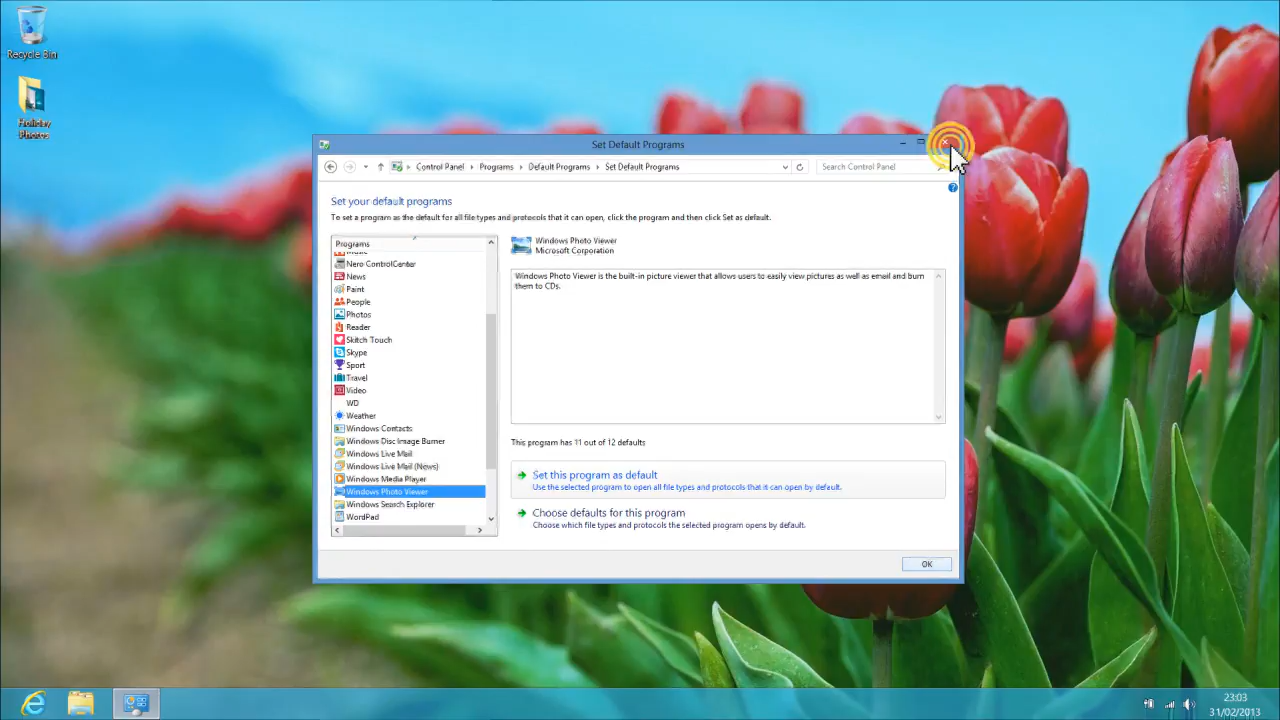 Recycle Bin
Holiday
Photos
Set Default Programs
Control Panel
Programs
Default Programs
Set Default Programs
Search Control Panel
Set your default programs
To set a program as the default for all file types and protocols that it can open, click the program and then click Set as default.
Programs
Music
Nero ControlCenter
News
Paint
People
Photos
Reader
Skitch Touch
Skype
Sport
Travel
Video
WD
Weather
Windows Contacts
Windows Disc Image Burner
Windows Live Mail
Windows Live Mail (News)
Windows Media Player
Windows Photo Viewer
Windows Search Explorer
WordPad
Windows Photo Viewer
Microsoft Corporation
Windows Photo Viewer is the built-in picture viewer that allows users to easily view pictures as well as email and burn
them to CDs.
This program has 11 out of 12 defaults
Set this program as default
Use the selected program to open all file types and protocols that it can open by default.
Choose defaults for this program
Choose which file types and protocols the selected program opens by default.
OK
23:03
31/02/2013